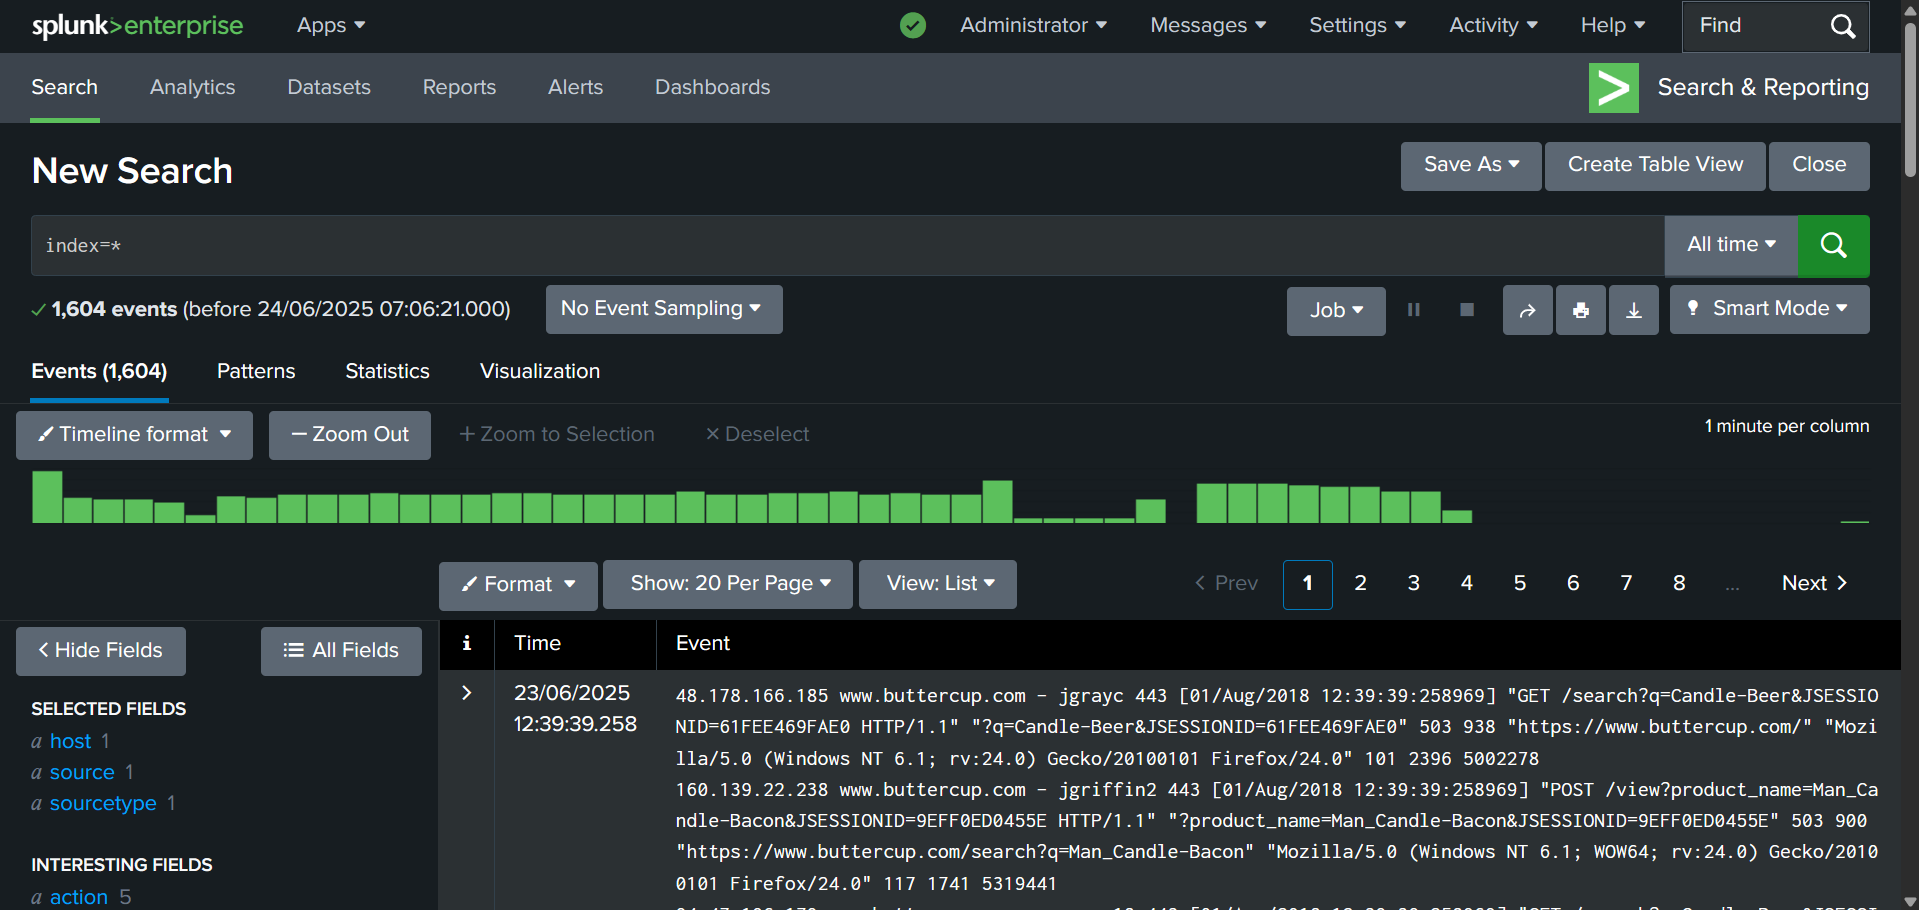 splunk>enterprise Apps Administrator Messages Settings Activity Help Find
Search Analytics Datasets Reports Alerts Dashboards Search & Reporting
New Search Save As Create Table View Close
index=* All time
1,604 events (before 24/06/2025 07:06:21.000) No Event Sampling Job Smart Mode
Events (1,604) Patterns Statistics Visualization
Timeline format — Zoom Out + Zoom to Selection × Deselect 1 minute per column
Format Show: 20 Per Page View: List < Prev 1 2 3 4 5 6 7 8 ... Next >
< Hide Fields All Fields
i Time Event
SELECTED FIELDS
a host 1
a source 1
a sourcetype 1
INTERESTING FIELDS
a action 5
> 23/06/2025
12:39:39.258
48.178.166.185 www.buttercup.com - jgrayc 443 [01/Aug/2018 12:39:39:258969] "GET /search?q=Candle-Beer&JSESSIO
NID=61FEE469FAE0 HTTP/1.1" "?q=Candle-Beer&JSESSIONID=61FEE469FAE0" 503 938 "https://www.buttercup.com/" "Mozi
lla/5.0 (Windows NT 6.1; rv:24.0) Gecko/20100101 Firefox/24.0" 101 2396 5002278
160.139.22.238 www.buttercup.com - jgriffin2 443 [01/Aug/2018 12:39:39:258969] "POST /view?product_name=Man_Ca
ndle-Bacon&JSESSIONID=9EFF0ED0455E HTTP/1.1" "?product_name=Man_Candle-Bacon&JSESSIONID=9EFF0ED0455E" 503 900
"https://www.buttercup.com/search?q=Man_Candle-Bacon" "Mozilla/5.0 (Windows NT 6.1; WOW64; rv:24.0) Gecko/2010
0101 Firefox/24.0" 117 1741 5319441